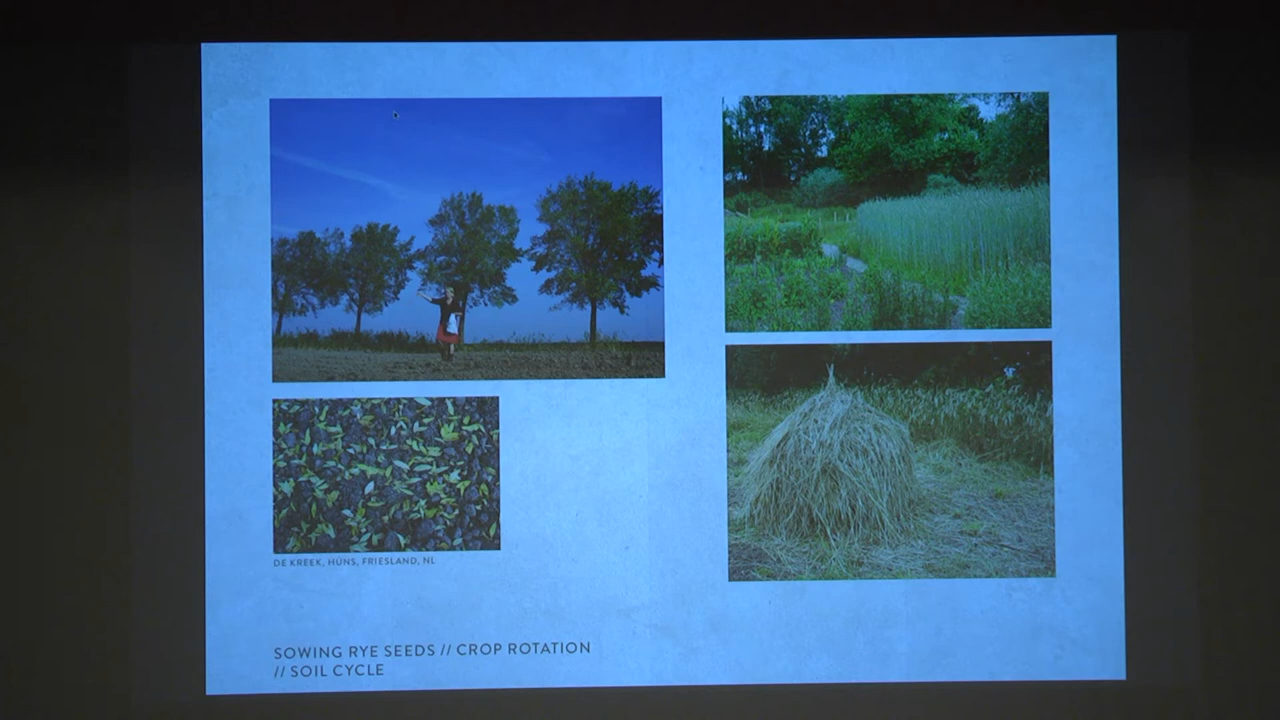 DE KREEK, HÚNS, FRIESLAND, NL
SOWING RYE SEEDS // CROP ROTATION
// SOIL CYCLE